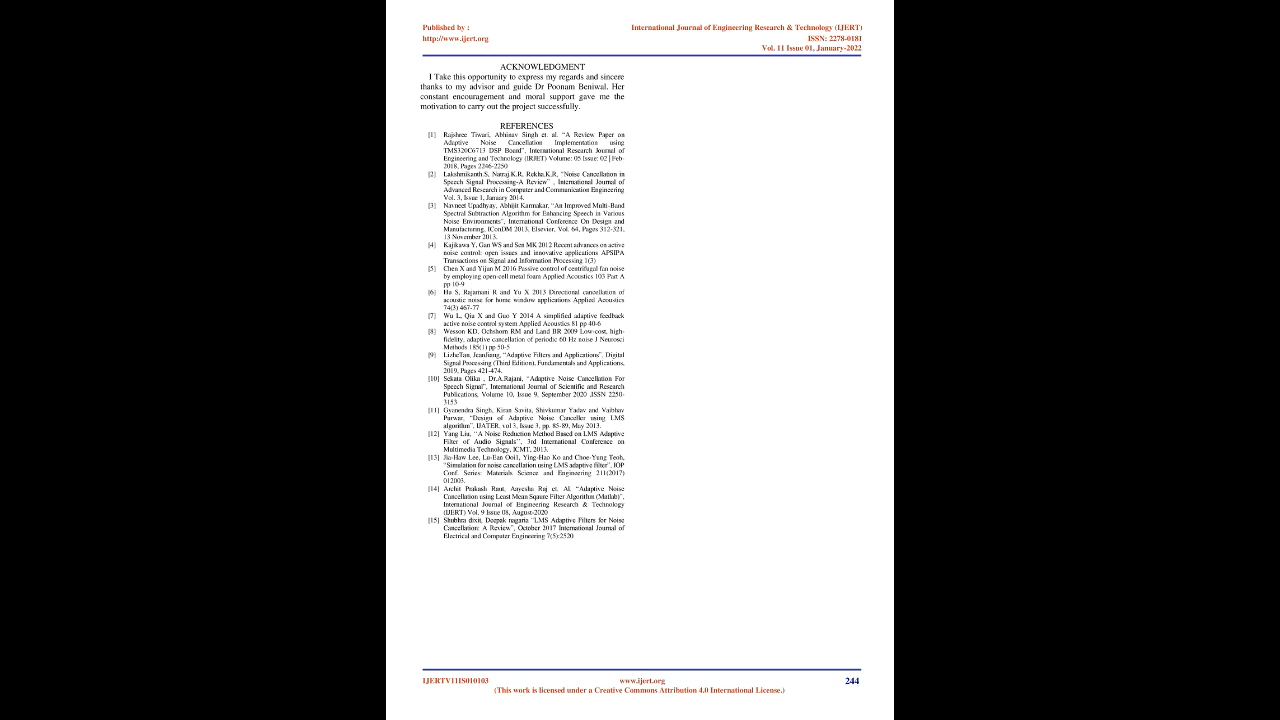 Published by :
International Journal of Engineering Research & Technology (IJERT)
http://www.ijert.org
ISSN: 2278-0181
Vol. 11 Issue 01, January-2022
ACKNOWLEDGMENT
I Take this opportunity to express my regards and sincere
thanks to my advisor and guide Dr Poonam Beniwal. Her
constant encouragement and moral support gave me the
motivation to carry out the project successfully.
REFERENCES
[1] Rajshree Tiwari, Abhinav Singh et. al. “A Review Paper on
Adaptive Noise Cancellation Implementation using
TMS320C6713 DSP Board”, International Research Journal of
Engineering and Technology (IRJET) Volume: 05 Issue: 02 | Feb-
2018, Pages 2246-2250
[2] Lakshmikanth.S, Natraj.K.R, Rekha.K.R, “Noise Cancellation in
Speech Signal Processing-A Review” , International Journal of
Advanced Research in Computer and Communication Engineering
Vol. 3, Issue 1, January 2014.
[3] Navneet Upadhyay, Abhijit Karmakar, “An Improved Multi-Band
Spectral Subtraction Algorithm for Enhancing Speech in Various
Noise Environments”, International Conference On Design and
Manufacturing, IConDM 2013, Elsevier, Vol. 64, Pages 312-321,
13 November 2013.
[4] Kajikawa Y, Gan WS and Sen MK 2012 Recent advances on active
noise control: open issues and innovative applications APSIPA
Transactions on Signal and Information Processing 1(3)
[5] Chen X and Yijun M 2016 Passive control of centrifugal fan noise
by employing open-cell metal foam Applied Acoustics 103 Part A
pp 10-9
[6] Hu S, Rajamani R and Yu X 2013 Directional cancellation of
acoustic noise for home window applications Applied Acoustics
74(3) 467-77
[7] Wu L, Qiu X and Guo Y 2014 A simplified adaptive feedback
active noise control system Applied Acoustics 81 pp 40-6
[8] Wesson KD, Ochshorn RM and Land BR 2009 Low-cost, high-
fidelity, adaptive cancellation of periodic 60 Hz noise J Neurosci
Methods 185(1) pp 50-5
[9] LizheTan, JeanJiang, “Adaptive Filters and Applications”, Digital
Signal Processing (Third Edition), Fundamentals and Applications,
2019, Pages 421-474.
[10] Sekata Olika , Dr.A.Rajani, “Adaptive Noise Cancellation For
Speech Signal”, International Journal of Scientific and Research
Publications, Volume 10, Issue 9, September 2020 ,ISSN 2250-
3153
[11] Gyanendra Singh, Kiran Savita, Shivkumar Yadav and Vaibhav
Purwar, “Design of Adaptive Noise Canceller using LMS
algorithm”, IJATER, vol 3, Issue 3, pp. 85-89, May 2013.
[12] Yang Liu, “A Noise Reduction Method Based on LMS Adaptive
Filter of Audio Signals”, 3rd International Conference on
Multimedia Technology, ICMT, 2013.
[13] Jia-Haw Lee, Lu-Ean Ooi1, Ying-Hao Ko and Choe-Yung Teoh,
“Simulation for noise cancellation using LMS adaptive filter”, IOP
Conf. Series: Materials Science and Engineering 211(2017)
012003.
[14] Archit Prakash Raut, Aayesha Raj et. Al. “Adaptive Noise
Cancellation using Least Mean Sqaure Filter Algorithm (Matlab)”,
International Journal of Engineering Research & Technology
(IJERT) Vol. 9 Issue 08, August-2020
[15] Shubhra dixit, Deepak nagaria “LMS Adaptive Filters for Noise
Cancellation: A Review”, October 2017 International Journal of
Electrical and Computer Engineering 7(5):2520
IJERTV11IS010103
www.ijert.org
244
(This work is licensed under a Creative Commons Attribution 4.0 International License.)